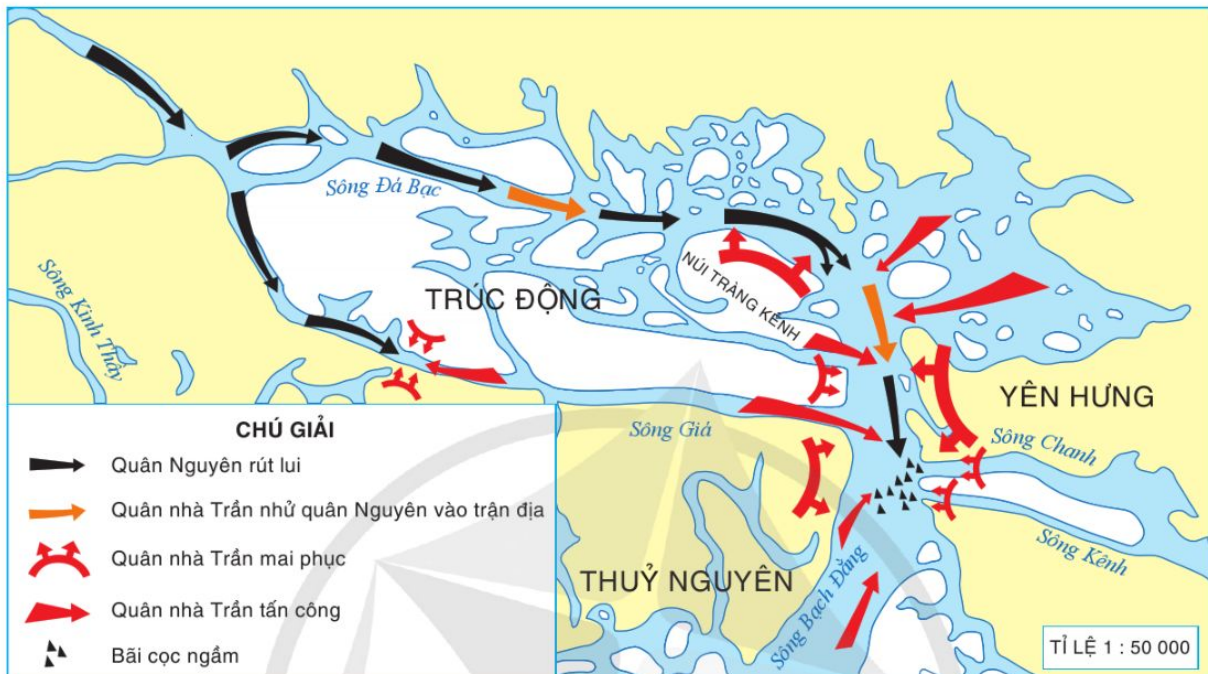 Sông Đá Bạc
Sông Kinh Thầy
TRÚC ĐỘNG
NÚI TRÀNG KÊNH
YÊN HƯNG
Sông Giá
Sông Chanh
Sông Kênh
THUỶ NGUYÊN
Sông Bạch Đằng
CHÚ GIẢI
Quân Nguyên rút lui
Quân nhà Trần nhử quân Nguyên vào trận địa
Quân nhà Trần mai phục
Quân nhà Trần tấn công
Bãi cọc ngầm
TỈ LỆ 1 : 50 000